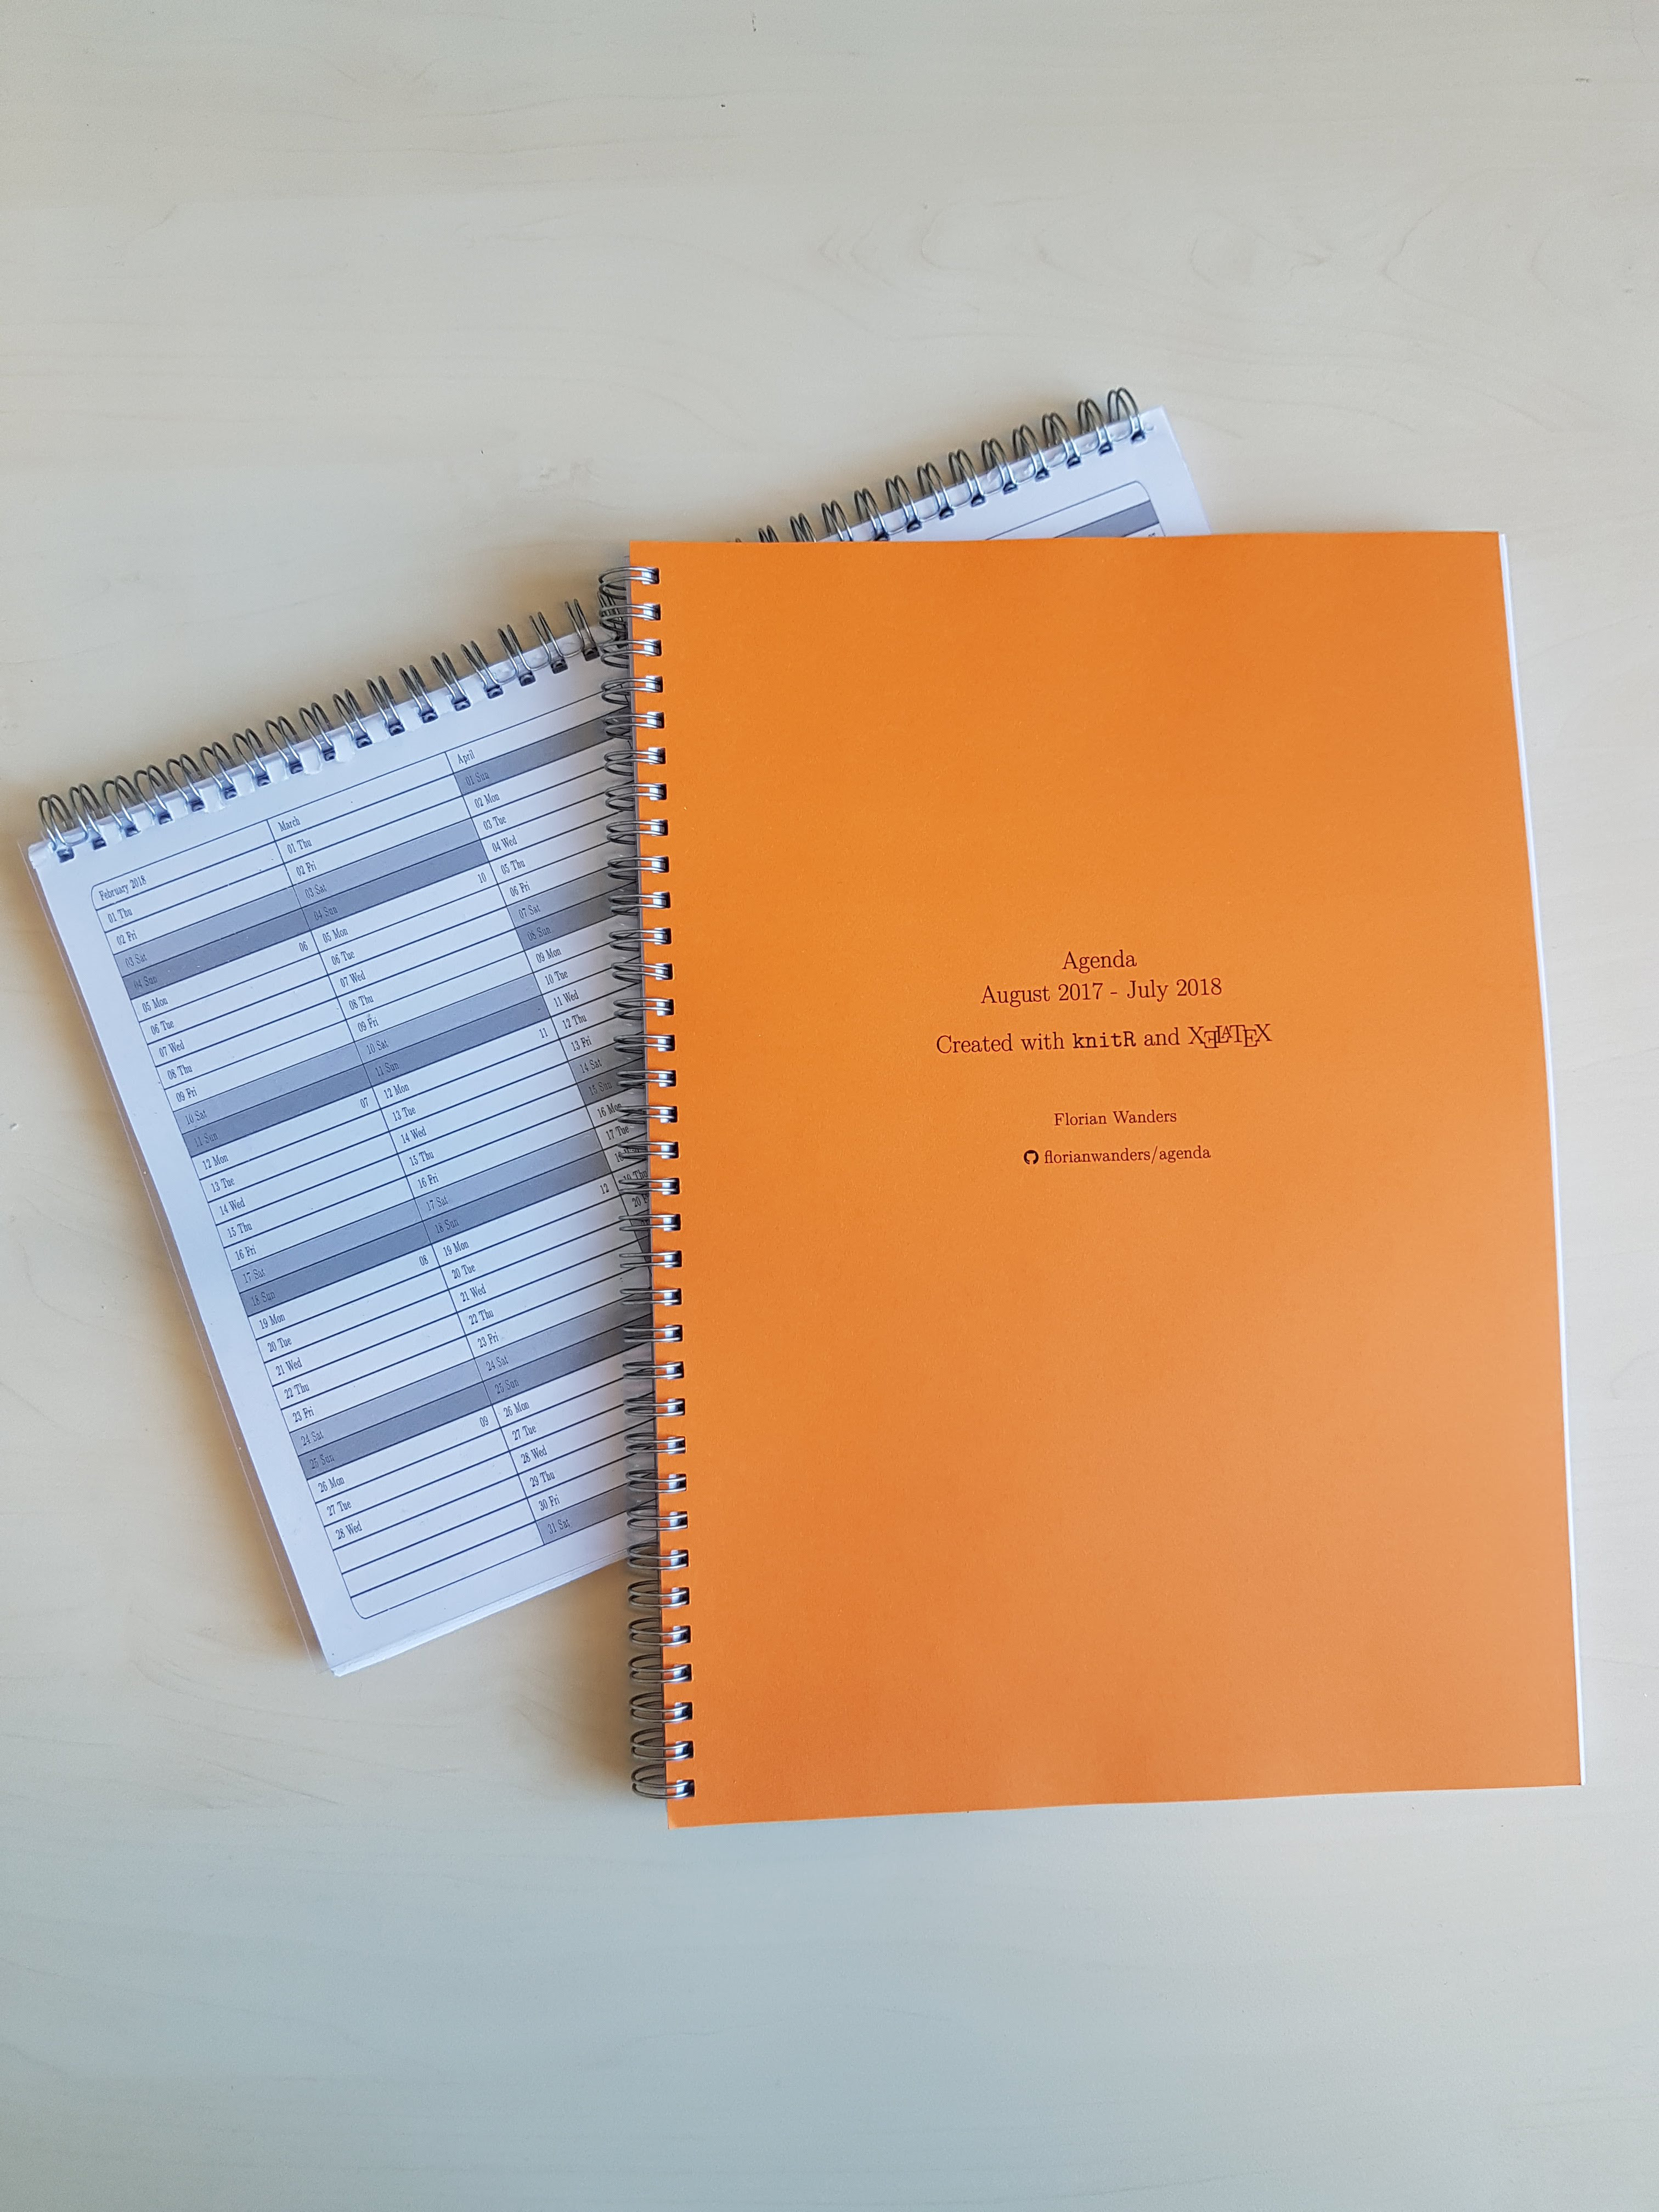 February 2018
01 Thu
02 Fri
03 Sat
04 Sun
05 Mon 06
06 Tue
07 Wed
08 Thu
09 Fri
10 Sat
11 Sun
12 Mon 07
13 Tue
14 Wed
15 Thu
16 Fri
17 Sat
18 Sun
19 Mon 08
20 Tue
21 Wed
22 Thu
23 Fri
24 Sat
25 Sun
26 Mon 09
27 Tue
28 Wed
March
01 Thu
02 Fri
03 Sat
04 Sun
05 Mon 10
06 Tue
07 Wed
08 Thu
09 Fri
10 Sat
11 Sun
12 Mon 11
13 Tue
14 Wed
15 Thu
16 Fri
17 Sat
18 Sun
19 Mon 12
20 Tue
21 Wed
22 Thu
23 Fri
24 Sat
25 Sun
26 Mon
27 Tue
28 Wed
29 Thu
30 Fri
31 Sat
April
01 Sun
02 Mon
03 Tue
04 Wed
05 Thu
06 Fri
07 Sat
08 Sun
09 Mon
10 Tue
11 Wed
12 Thu
13 Fri
14 Sat
15 Sun
16 Mon
17 Tue
20
Agenda
August 2017 - July 2018
Created with knitR and XƎLATEX
Florian Wanders
florianwanders/agenda